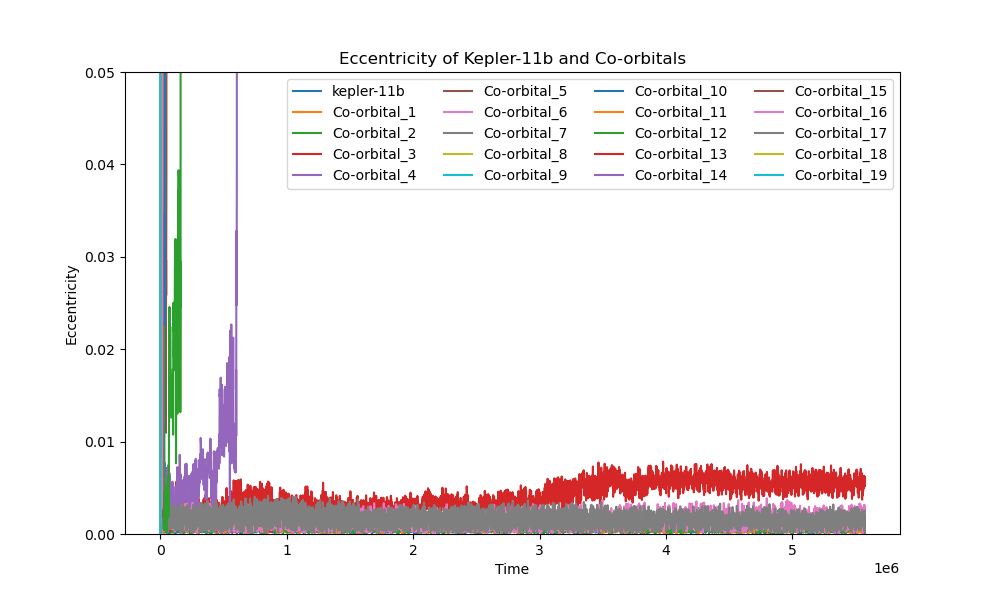 Eccentricity of Kepler-11b and Co-orbitals
0.05
0.04
0.03
0.02
0.01
0.00
Eccentricity
kepler-11b
Co-orbital_1
Co-orbital_2
Co-orbital_3
Co-orbital_4
Co-orbital_5
Co-orbital_6
Co-orbital_7
Co-orbital_8
Co-orbital_9
Co-orbital_10
Co-orbital_11
Co-orbital_12
Co-orbital_13
Co-orbital_14
Co-orbital_15
Co-orbital_16
Co-orbital_17
Co-orbital_18
Co-orbital_19
0 1 2 3 4 5
1e6
Time